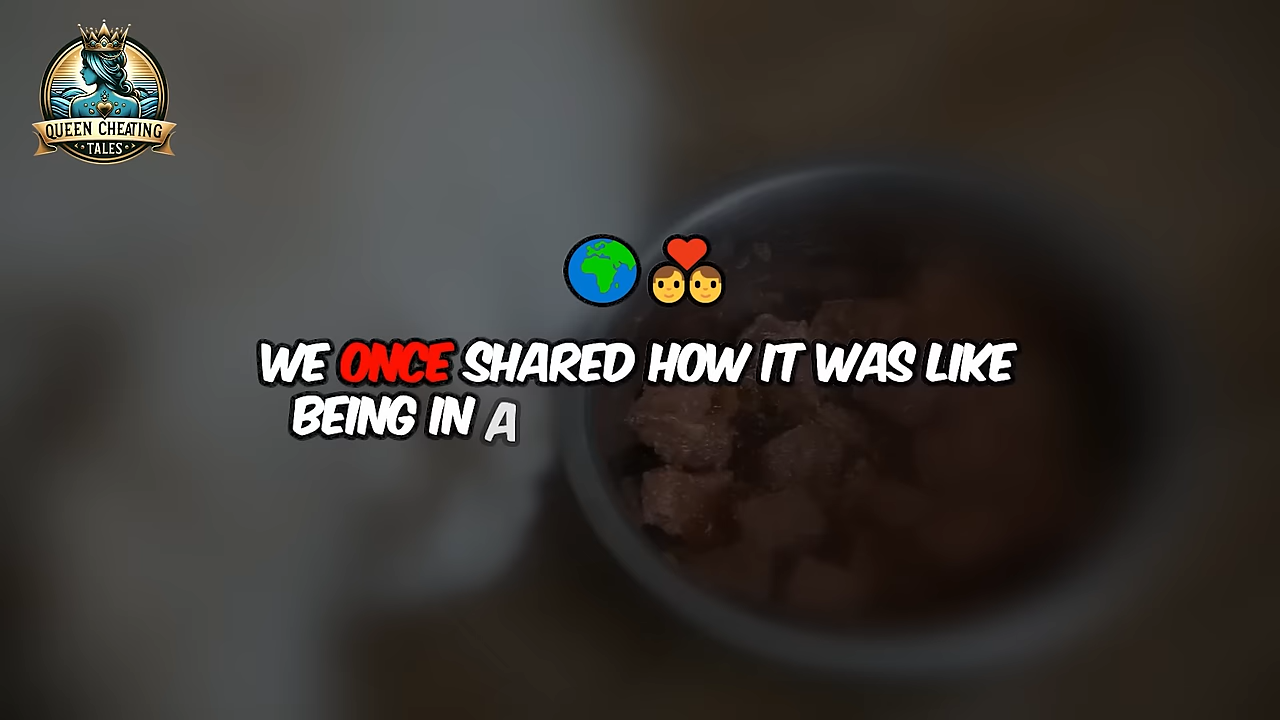 QUEEN CHEATING
TALES
WE ONCE SHARED HOW IT WAS LIKE
BEING IN A